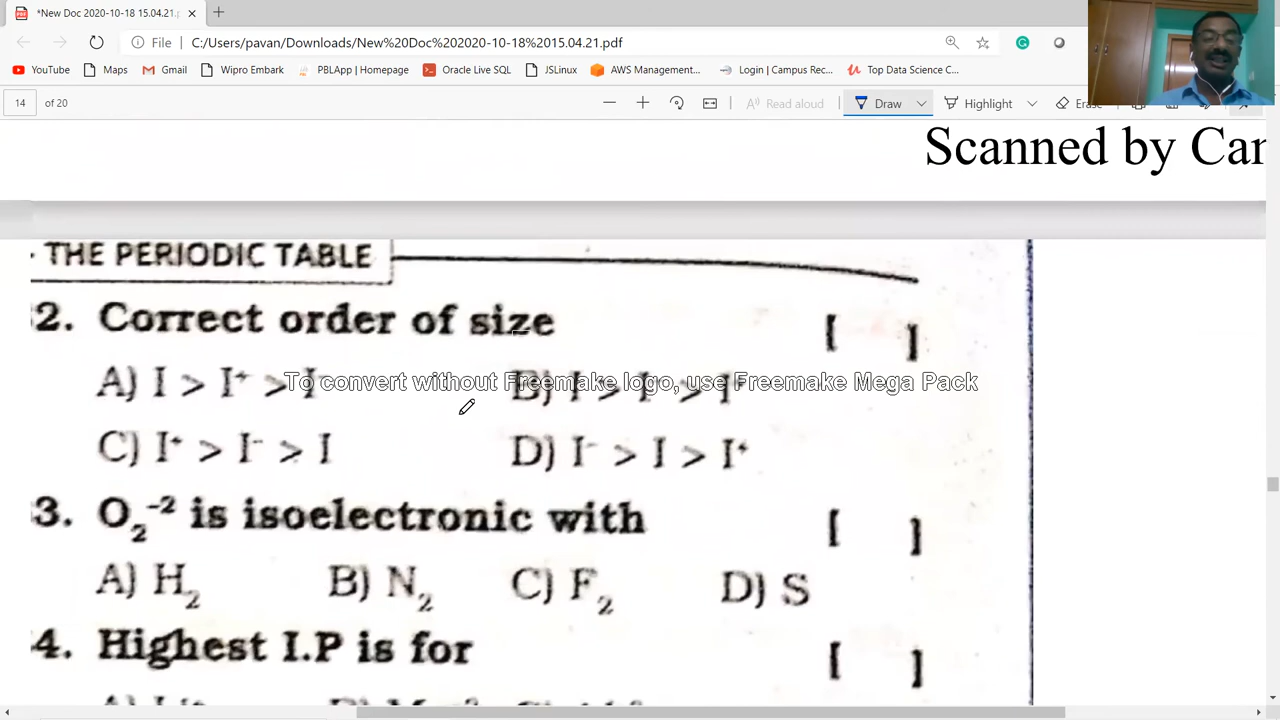 *New Doc 2020-10-18 15.04.21.p
File C:/Users/pavan/Downloads/New%20Doc%202020-10-18%2015.04.21.pdf
YouTube Maps Gmail Wipro Embark PBLApp | Homepage Oracle Live SQL JSLinux AWS Management... Login | Campus Rec... Top Data Science C...
14 of 20 Read aloud Draw Highlight Erase
Scanned by Car
THE PERIODIC TABLE
2. Correct order of size [ ]
A) I > I⁺ > I⁻ B) I > I⁻ > I⁺
To convert without Freemake logo, use Freemake Mega Pack
C) I⁺ > I⁻ > I D) I⁻ > I > I⁺
3. O₂⁻² is isoelectronic with [ ]
A) H₂ B) N₂ C) F₂ D) S
4. Highest I.P is for [ ]